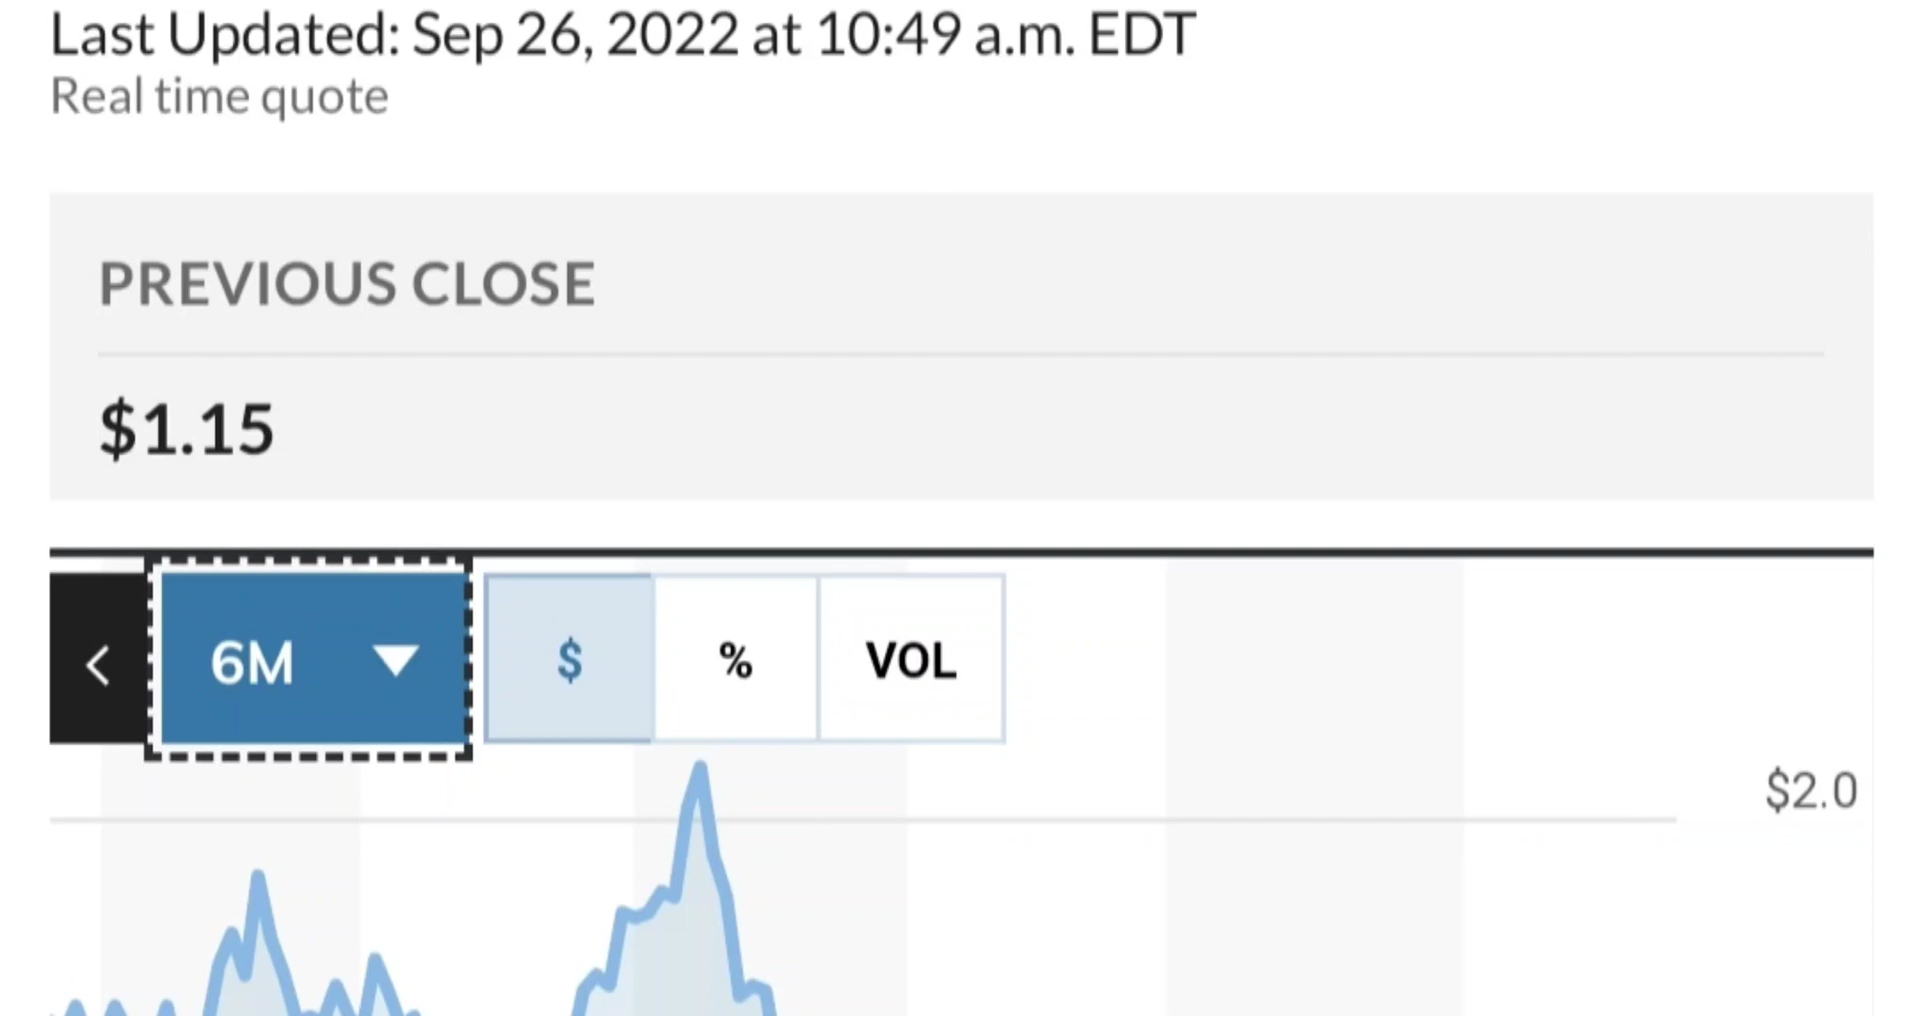 Last Updated: Sep 26, 2022 at 10:49 a.m. EDT
Real time quote
PREVIOUS CLOSE
$1.15
6M $ % VOL
$2.0